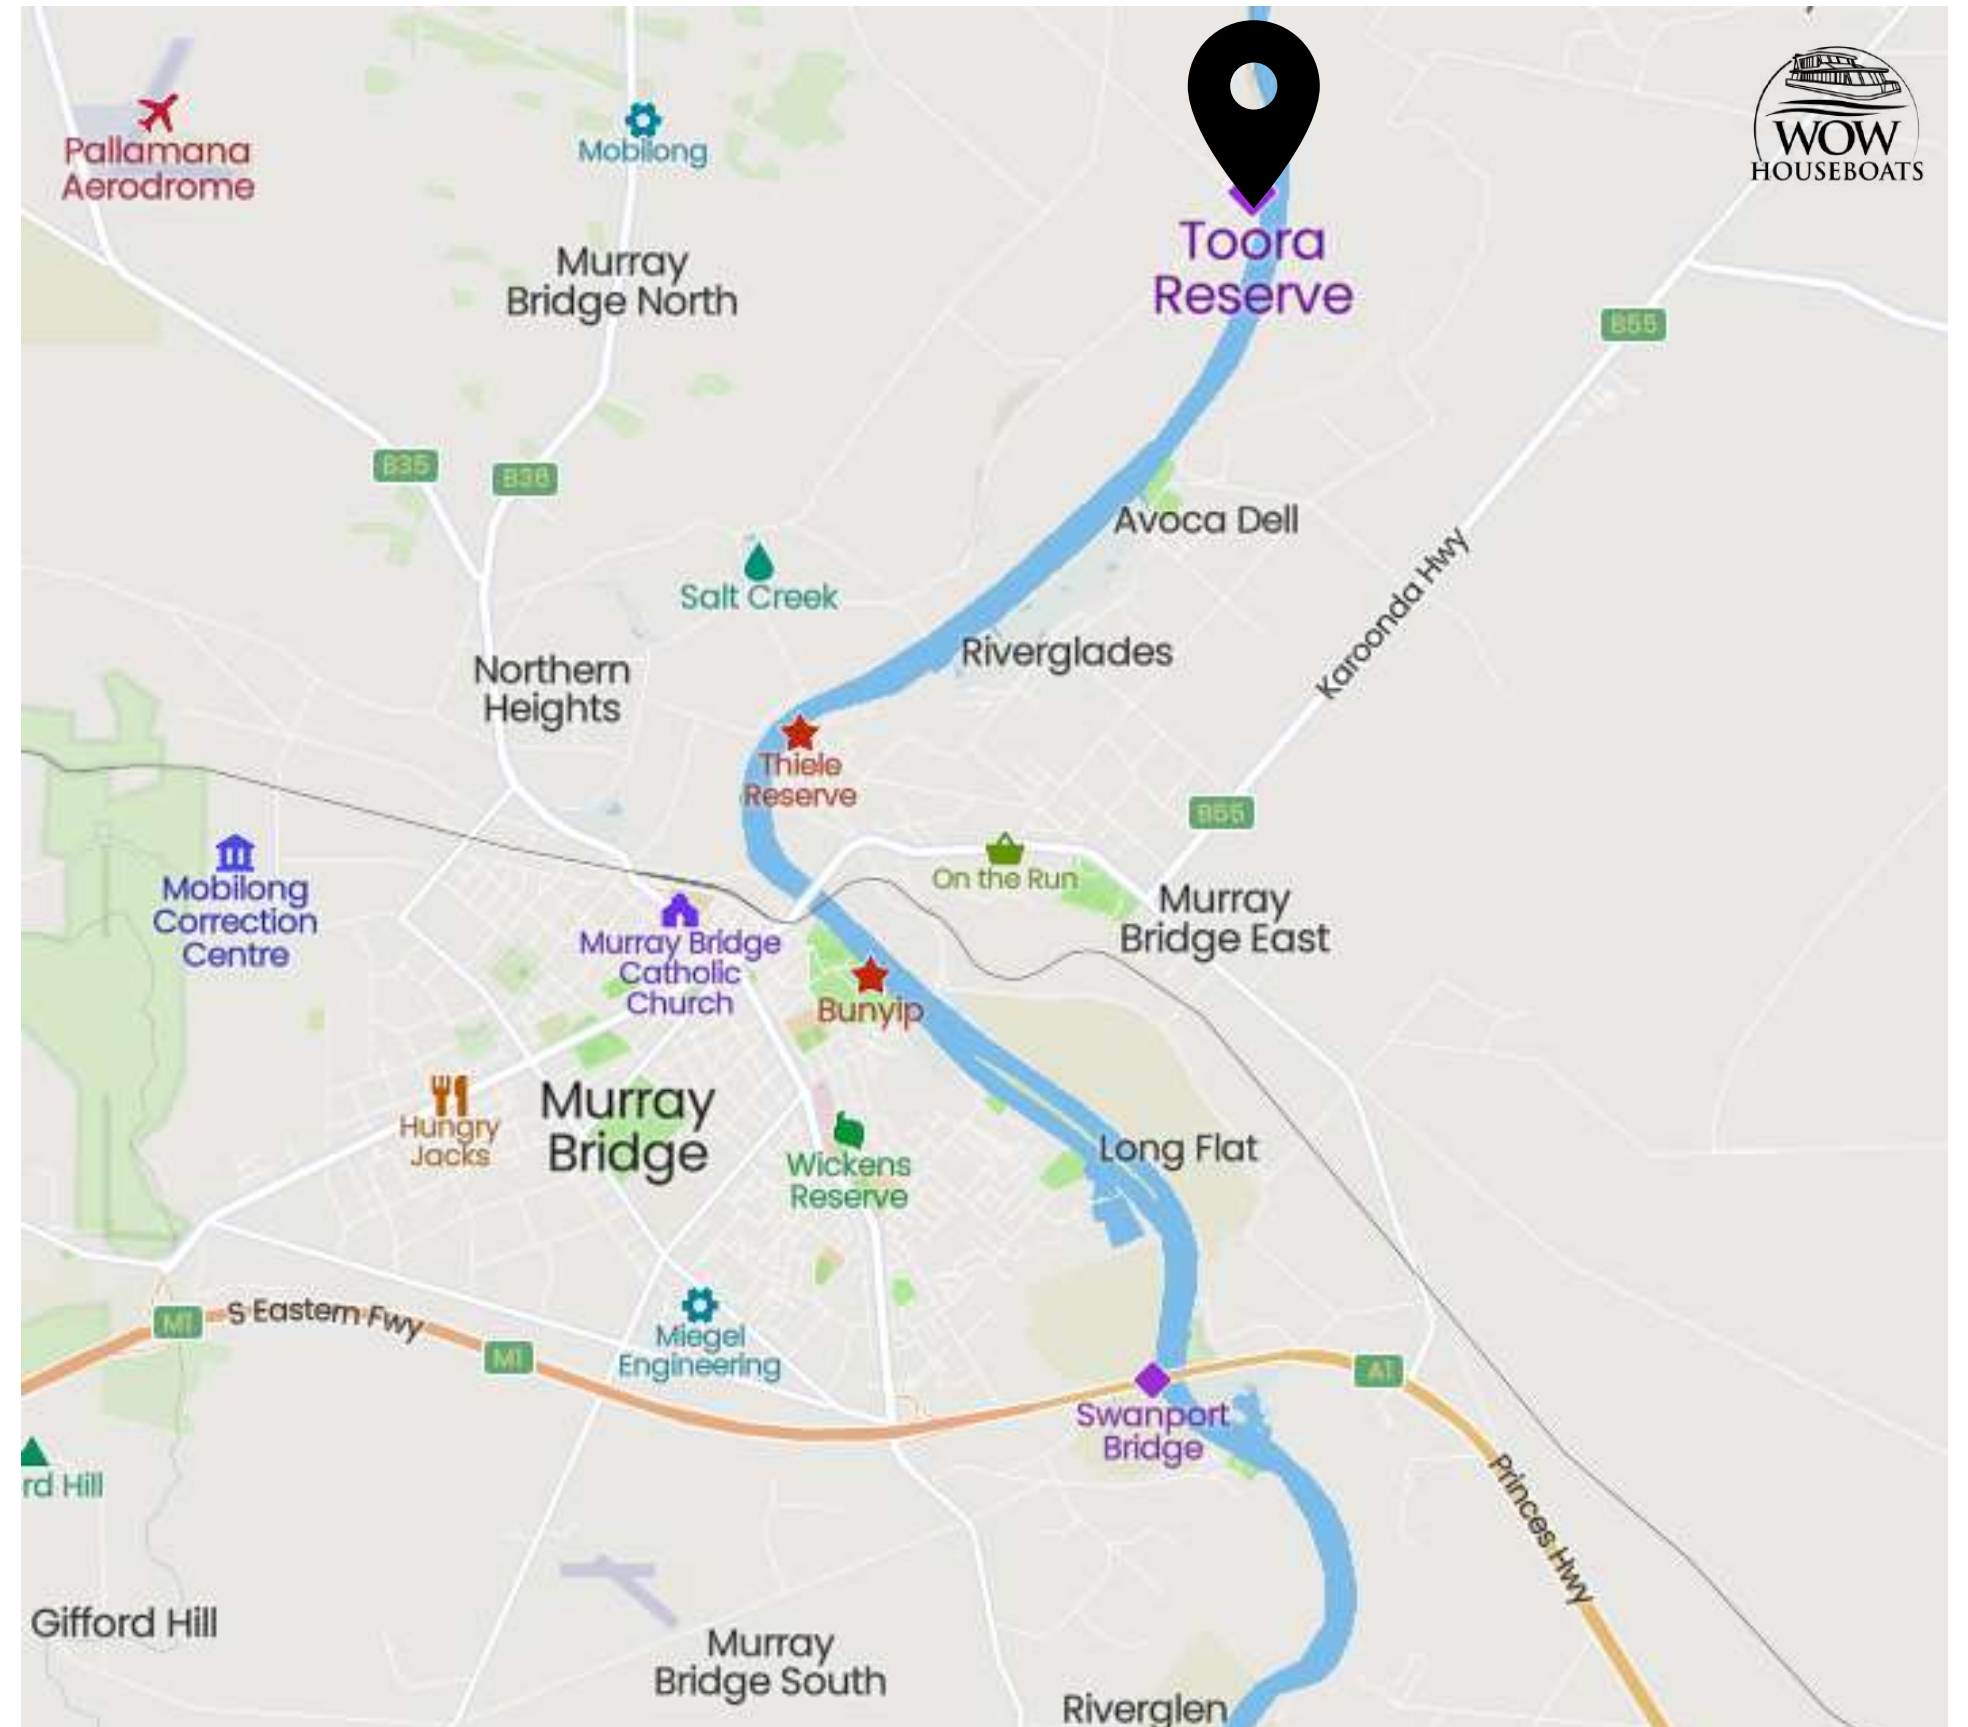 WOW
HOUSEBOATS
Pallamana
Aerodrome
Mobilong
Murray
Bridge North
Toora
Reserve
B55
B35
Avoca Dell
Karoonda Hwy
Salt Creek
Riverglades
Northern
Heights
Thiele
Reserve
B55
On the Run
Mobilong
Correction
Centre
Murray
Bridge East
Murray Bridge
Catholic
Church
Bunyip
Hungry
Jacks
Murray
Bridge
Long Flat
Wickens
Reserve
M1
S Eastern Fwy
M1
Miegel
Engineering
A1
Swanport
Bridge
rd Hill
Princes Hwy
Gifford Hill
Murray
Bridge South
Riverglen